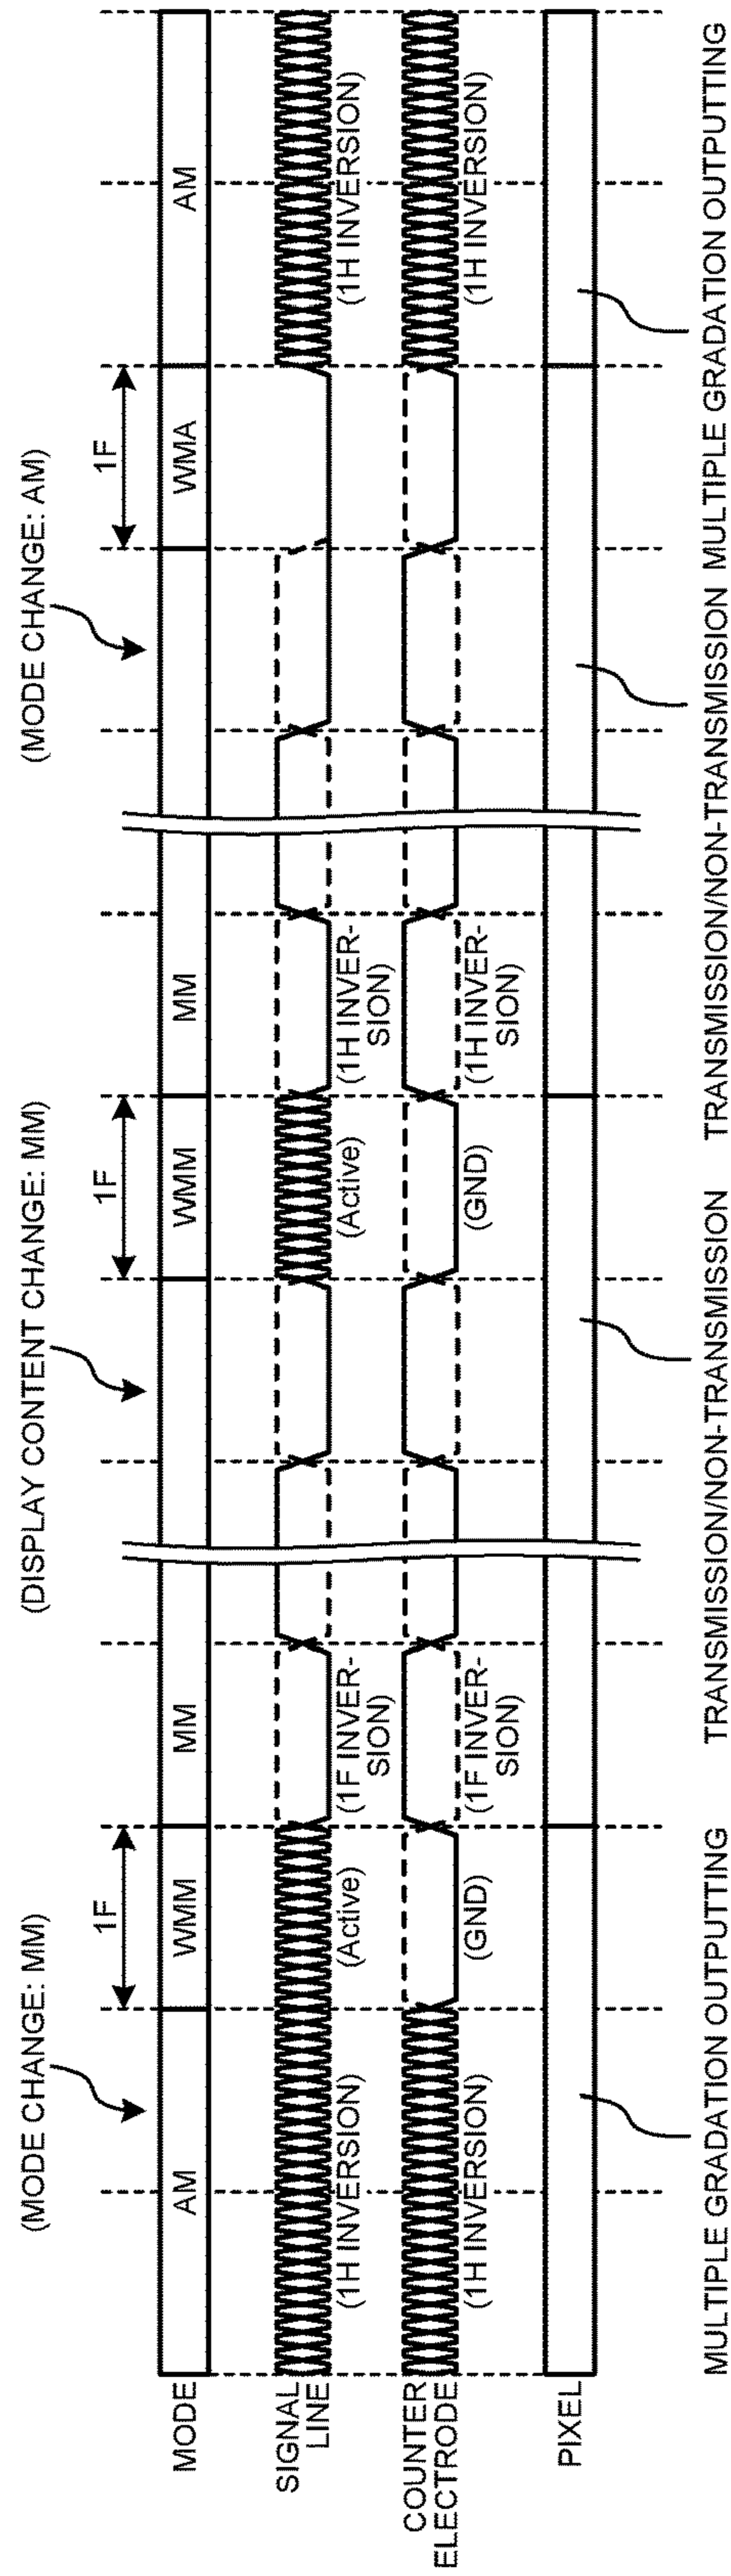 (MODE CHANGE: MM)
(DISPLAY CONTENT CHANGE: MM)
(MODE CHANGE: AM)
1F
1F
1F
MODE
AM
WMM
MM
WMM
MM
WMA
AM
SIGNAL
LINE
(1H INVERSION)
(Active)
(1F INVER-
SION)
(Active)
(1H INVER-
SION)
(1H INVERSION)
COUNTER
ELECTRODE
(1H INVERSION)
(GND)
(1F INVER-
SION)
(GND)
(1H INVER-
SION)
(1H INVERSION)
PIXEL
MULTIPLE GRADATION OUTPUTTING
TRANSMISSION/NON-TRANSMISSION
TRANSMISSION/NON-TRANSMISSION
MULTIPLE GRADATION OUTPUTTING